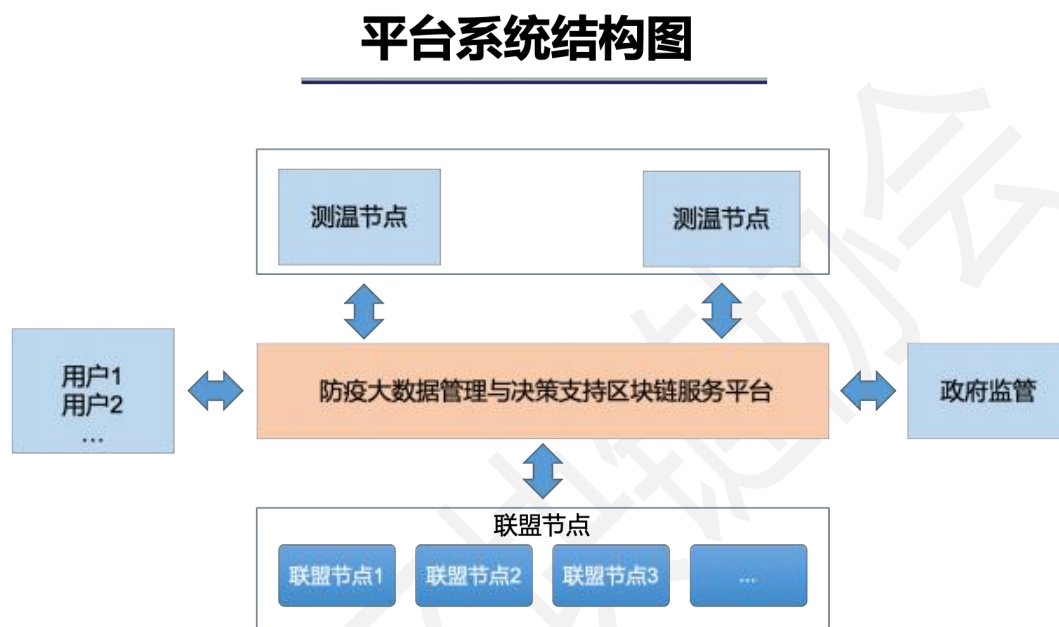 平台系统结构图
测温节点
测温节点
用户1
用户2
...
防疫大数据管理与决策支持区块链服务平台
政府监管
联盟节点
联盟节点1
联盟节点2
联盟节点3
...
链协会